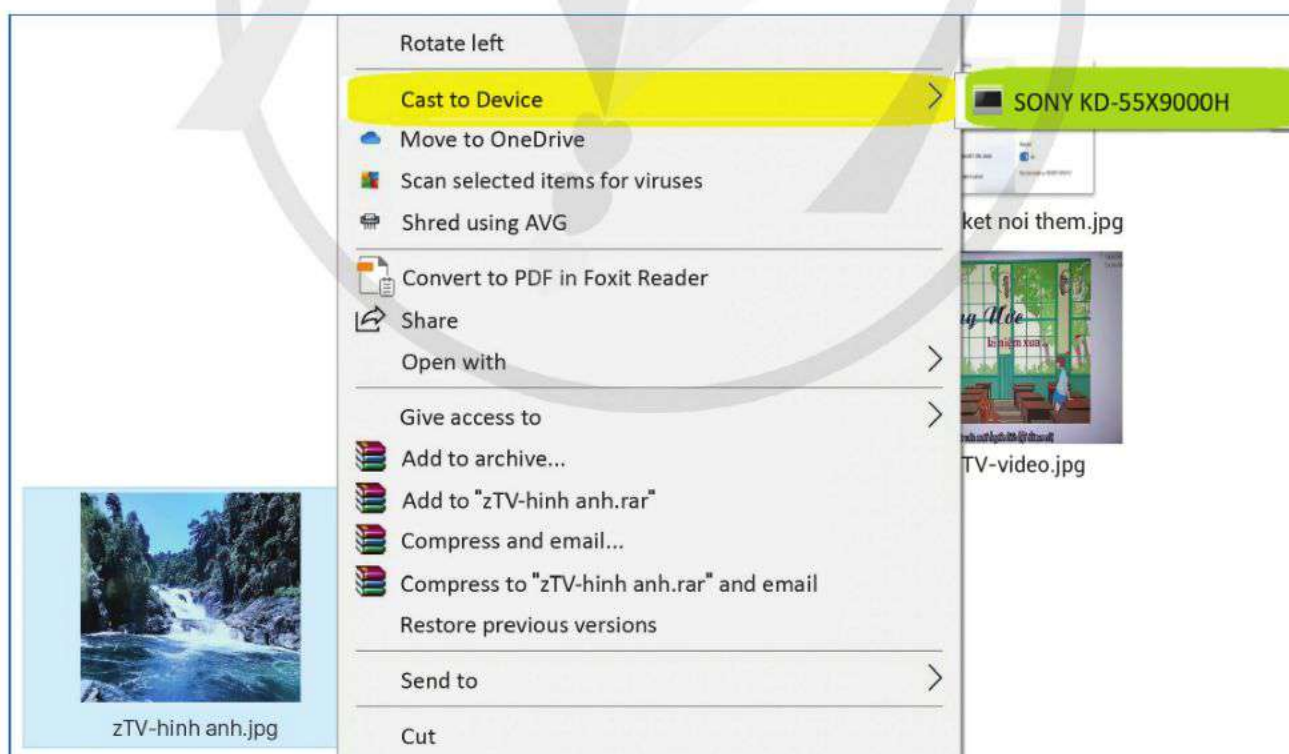 Rotate left
Cast to Device
SONY KD-55X9000H
Move to OneDrive
Scan selected items for viruses
Shred using AVG
ket noi them.jpg
Convert to PDF in Foxit Reader
Share
Open with
kỉ niệm xưa
Give access to
Add to archive...
TV-video.jpg
Add to "zTV-hinh anh.rar"
Compress and email...
Compress to "zTV-hinh anh.rar" and email
Restore previous versions
Send to
zTV-hinh anh.jpg
Cut